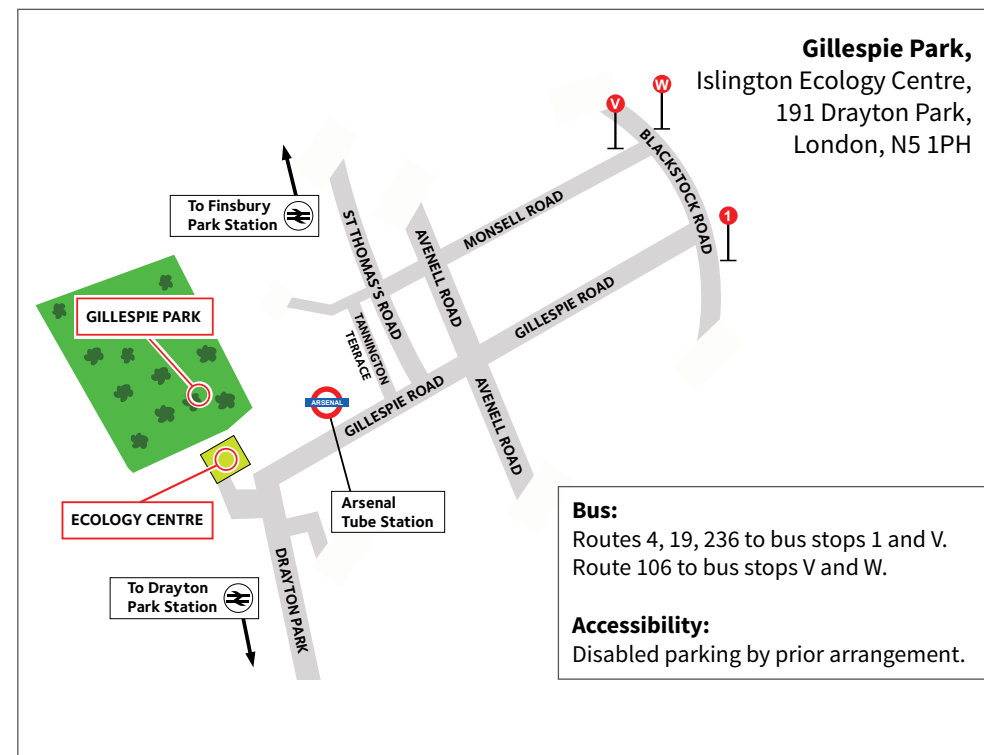 Gillespie Park,
Islington Ecology Centre,
191 Drayton Park,
London, N5 1PH
V
W
BLACKSTOCK ROAD
1
To Finsbury
Park Station
ST THOMAS'S ROAD
AVENELL ROAD
MONSELL ROAD
GILLESPIE ROAD
GILLESPIE PARK
TANNINGTON
TERRACE
ARSENAL
GILLESPIE ROAD
AVENELL ROAD
ECOLOGY CENTRE
Arsenal
Tube Station
DRAYTON PARK
To Drayton
Park Station
Bus:
Routes 4, 19, 236 to bus stops 1 and V.
Route 106 to bus stops V and W.
Accessibility:
Disabled parking by prior arrangement.